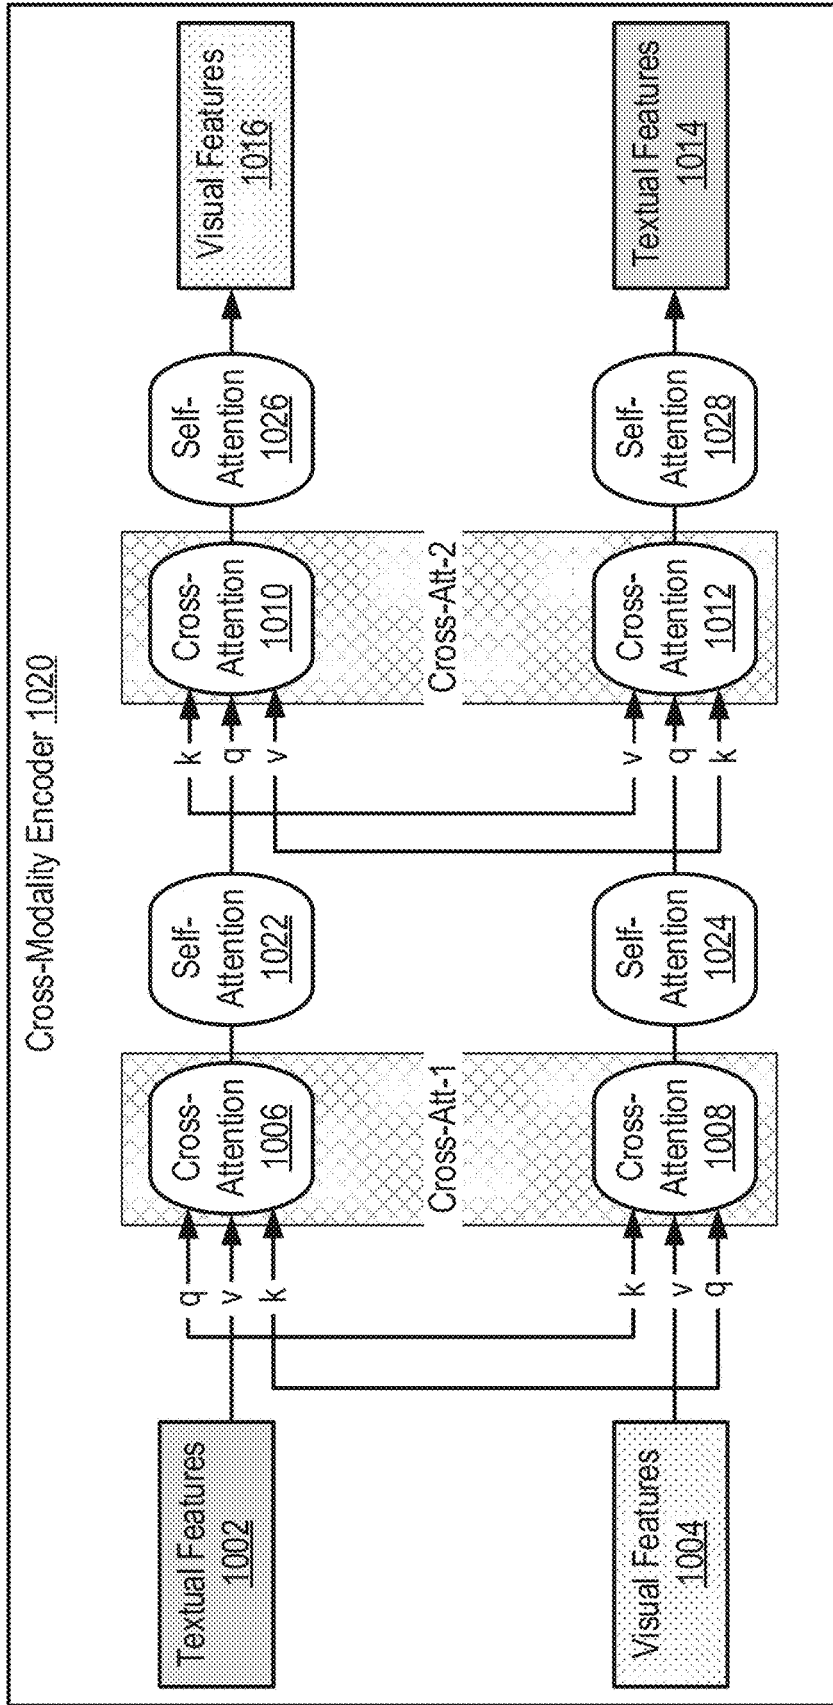 Cross-Modality Encoder 1020
Textual Features
1002
q
v
k
Cross-
Attention
1006
Self-
Attention
1022
k
q
v
Cross-
Attention
1010
Self-
Attention
1026
Visual Features
1016
Cross-Att-1
Cross-Att-2
Visual Features
1004
k
v
q
Cross-
Attention
1008
Self-
Attention
1024
v
q
k
Cross-
Attention
1012
Self-
Attention
1028
Textual Features
1014